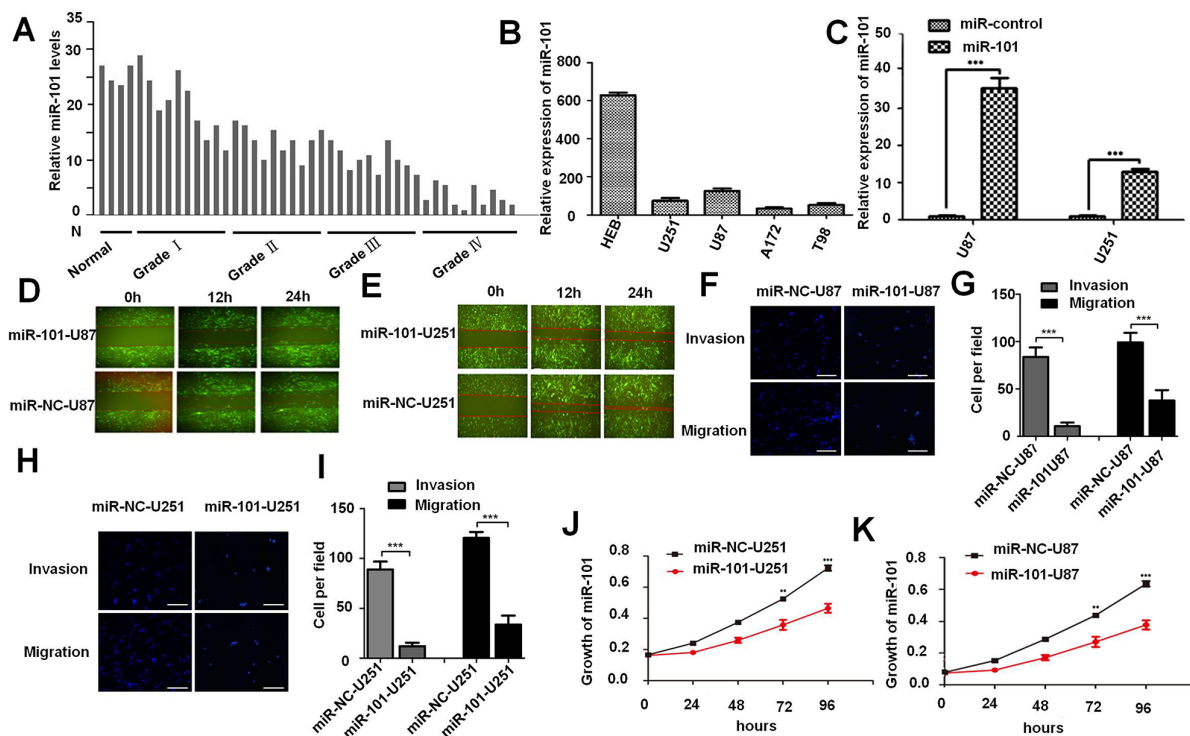 A
Relative miR-101 levels
35
25
15
5
0
N
Normal
Grade Ⅰ
Grade Ⅱ
Grade Ⅲ
Grade Ⅳ
B
Relative expression of miR-101
800
600
400
200
0
HEB
U251
U87
A172
T98
C
Relative expression of miR-101
miR-control
miR-101
50
40
30
20
10
0
***
***
U87
U251
D
0h 12h 24h
miR-101-U87
miR-NC-U87
E
0h 12h 24h
miR-101-U251
miR-NC-U251
F
miR-NC-U87 miR-101-U87
Invasion
Migration
G
Invasion
Migration
Cell per field
150
100
50
0
***
***
miR-NC-U87
miR-101U87
miR-NC-U87
miR-101-U87
H
miR-NC-U251 miR-101-U251
Invasion
Migration
I
Invasion
Migration
Cell per field
150
100
50
0
***
***
miR-NC-U251
miR-101-U251
miR-NC-U251
miR-101-U251
J
miR-NC-U251
miR-101-U251
Growth of miR-101
0.8
0.6
0.4
0.2
0.0
**
***
0 24 48 72 96
hours
K
miR-NC-U87
miR-101-U87
Growth of miR-101
0.8
0.6
0.4
0.2
0.0
**
***
0 24 48 72 96
hours